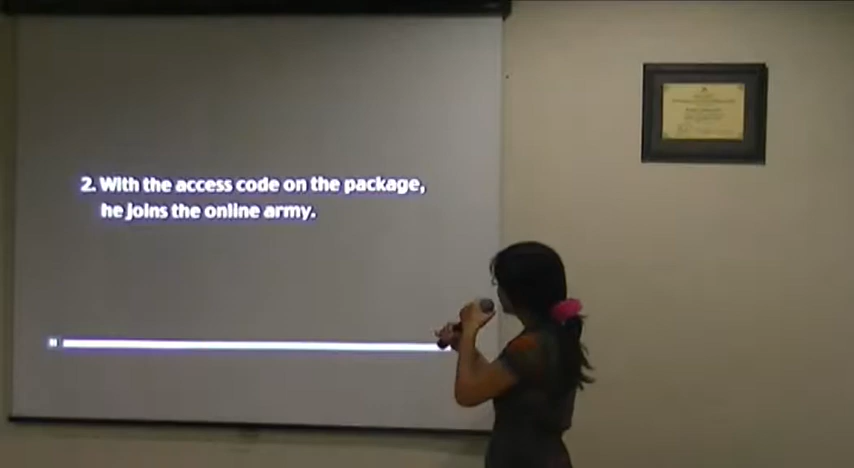 2. With the access code on the package,
he joins the online army.